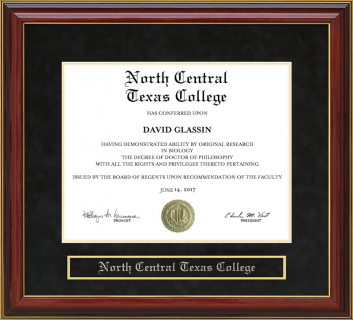 North Central
Texas College
HAS CONFERRED UPON
DAVID GLASSIN
HAVING DEMONSTRATED ABILITY BY ORIGINAL RESEARCH
IN BIOLOGY
THE DEGREE OF DOCTOR OF PHILOSOPHY
WITH ALL THE RIGHTS AND PRIVILEGES THERETO PERTAINING
ISSUED BY THE BOARD OF REGENTS UPON RECOMMENDATION OF THE FACULTY
JUNE 14, 2017
PROVOST
PRESIDENT
North Central Texas College